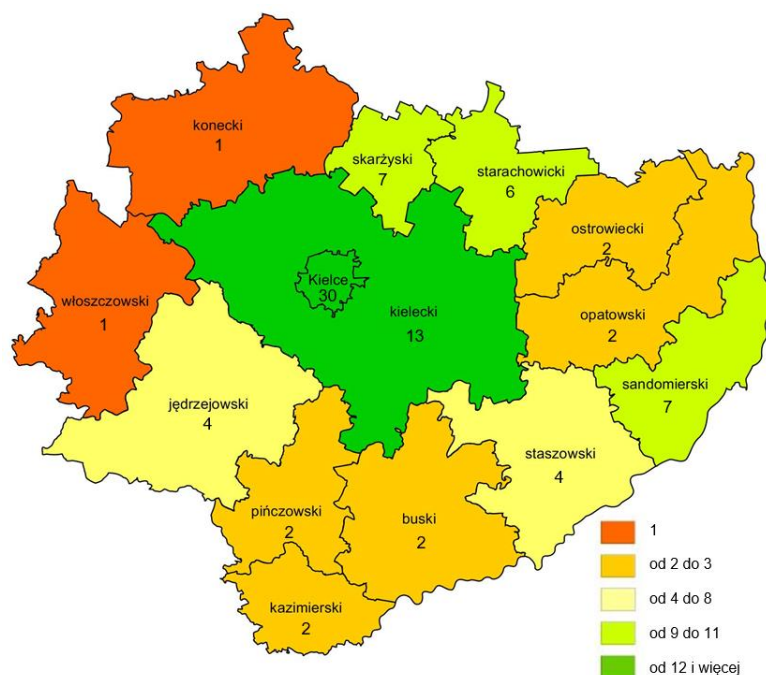 konecki
1
skarżyski
7
starachowicki
6
ostrowiecki
2
włoszczowski
1
Kielce
30
kielecki
13
opatowski
2
sandomierski
7
jędrzejowski
4
staszowski
4
pińczowski
2
buski
2
kazimierski
2
1
od 2 do 3
od 4 do 8
od 9 do 11
od 12 i więcej